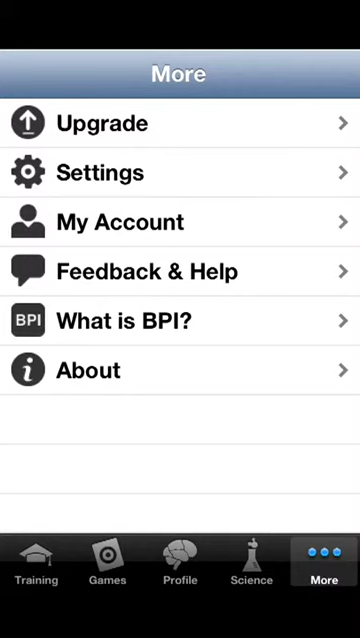 More
Upgrade
Settings
My Account
Feedback & Help
BPI What is BPI?
About
Training Games Profile Science More